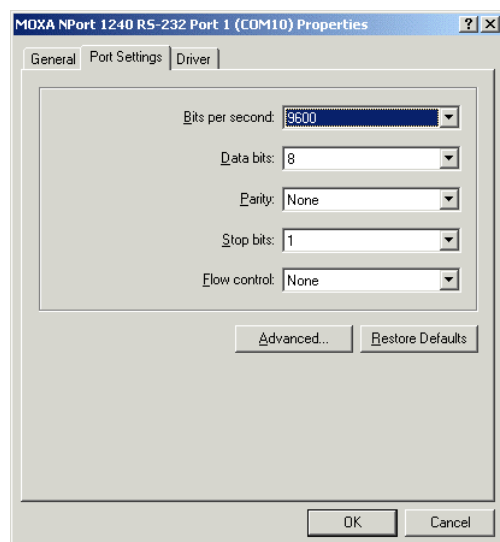 MOXA NPort 1240 RS-232 Port 1 (COM10) Properties ? X
General Port Settings Driver
Bits per second: 9600
Data bits: 8
Parity: None
Stop bits: 1
Flow control: None
Advanced... Restore Defaults
OK Cancel